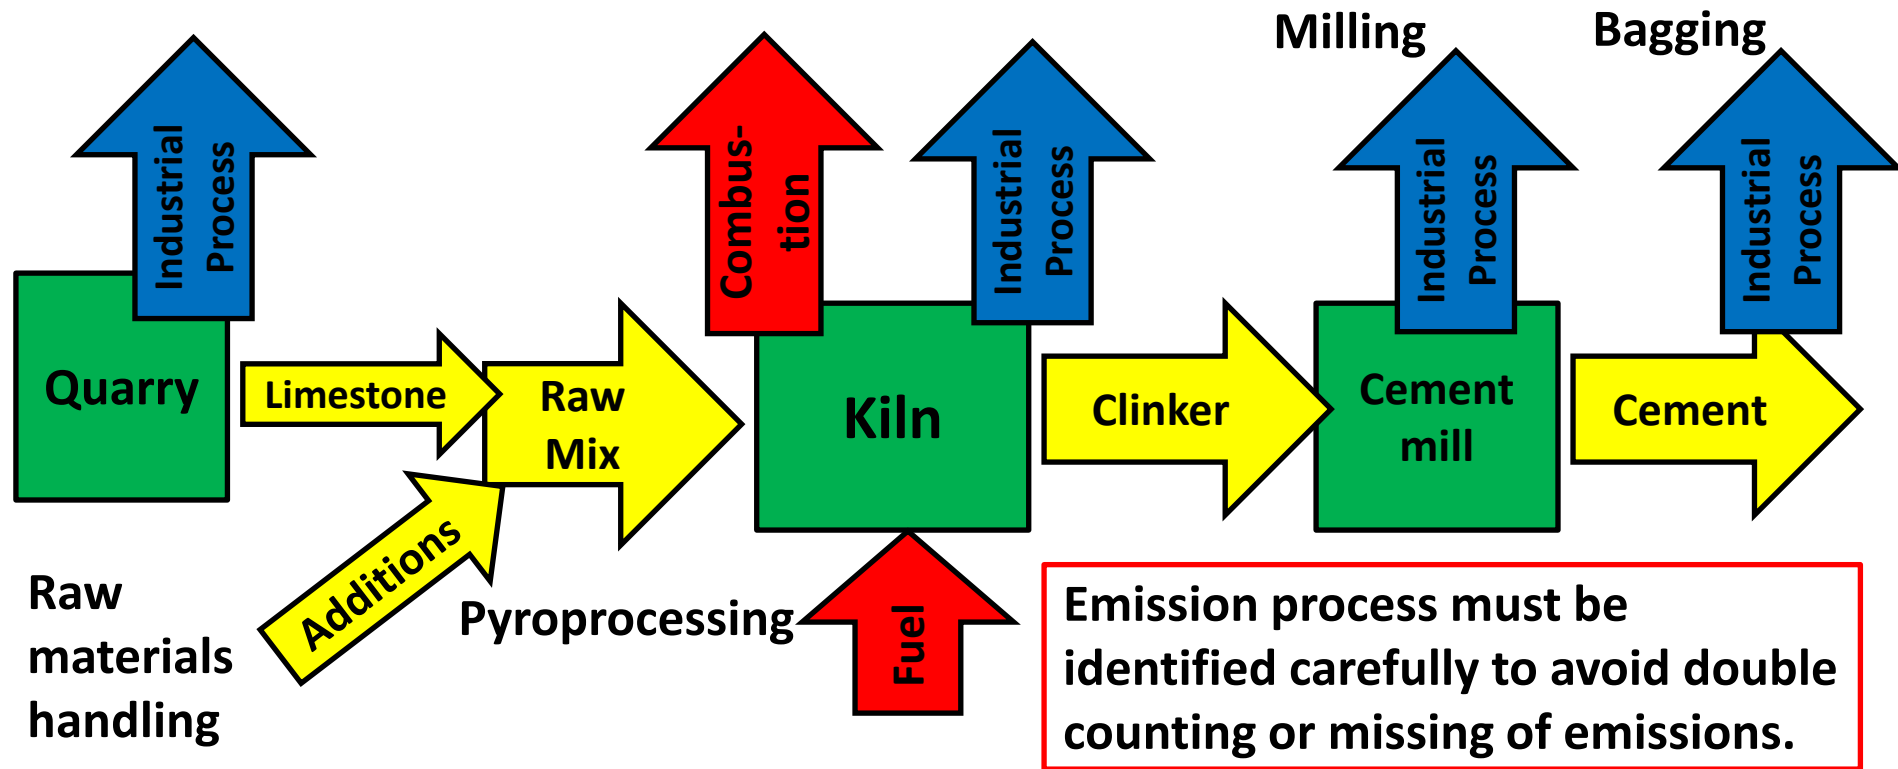 Milling
Bagging
Industrial
Process
Combus-
tion
Industrial
Process
Industrial
Process
Industrial
Process
Quarry
Limestone
Raw
Mix
Kiln
Clinker
Cement
mill
Cement
Additions
Raw
materials
handling
Pyroprocessing
Fuel
Emission process must be
identified carefully to avoid double
counting or missing of emissions.